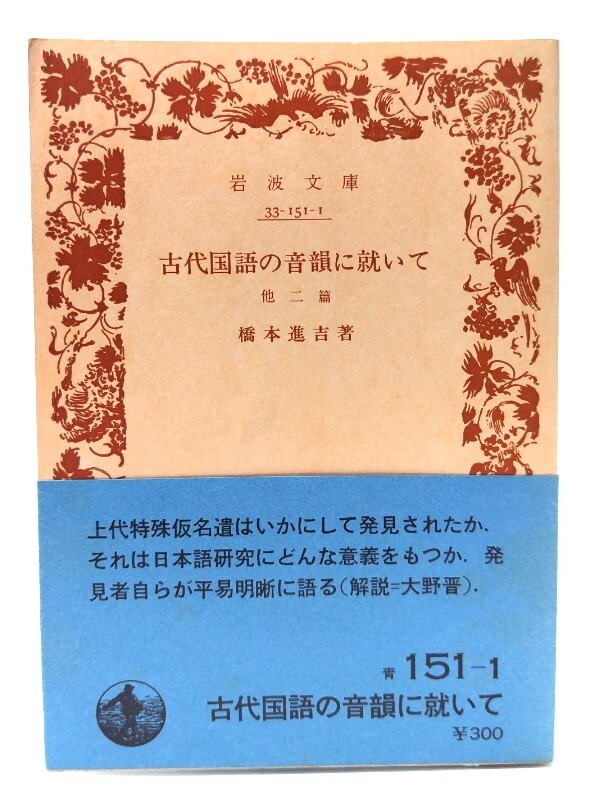 岩波文庫
33-151-1
古代国語の音韻に就いて
他二篇
橋本進吉著
上代特殊仮名遣はいかにして発見されたか.
それは日本語研究にどんな意義をもつか. 発
見者自らが平易明晰に語る(解説=大野晋).
青 151-1
古代国語の音韻に就いて
¥300